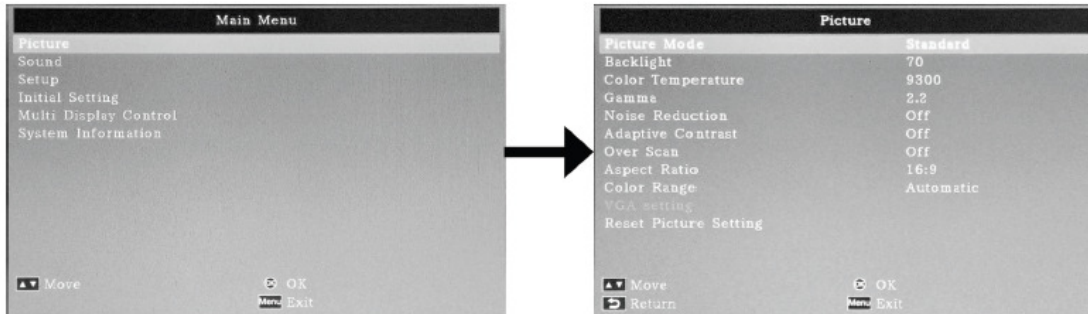 Main Menu
Picture
Sound
Setup
Initial Setting
Multi Display Control
System Information
Move
OK
Menu Exit
Picture
Picture Mode Standard
Backlight 70
Color Temperature 9300
Gamma 2.2
Noise Reduction Off
Adaptive Contrast Off
Over Scan Off
Aspect Ratio 16:9
Color Range Automatic
VGA setting
Reset Picture Setting
Move
OK
Return
Menu Exit